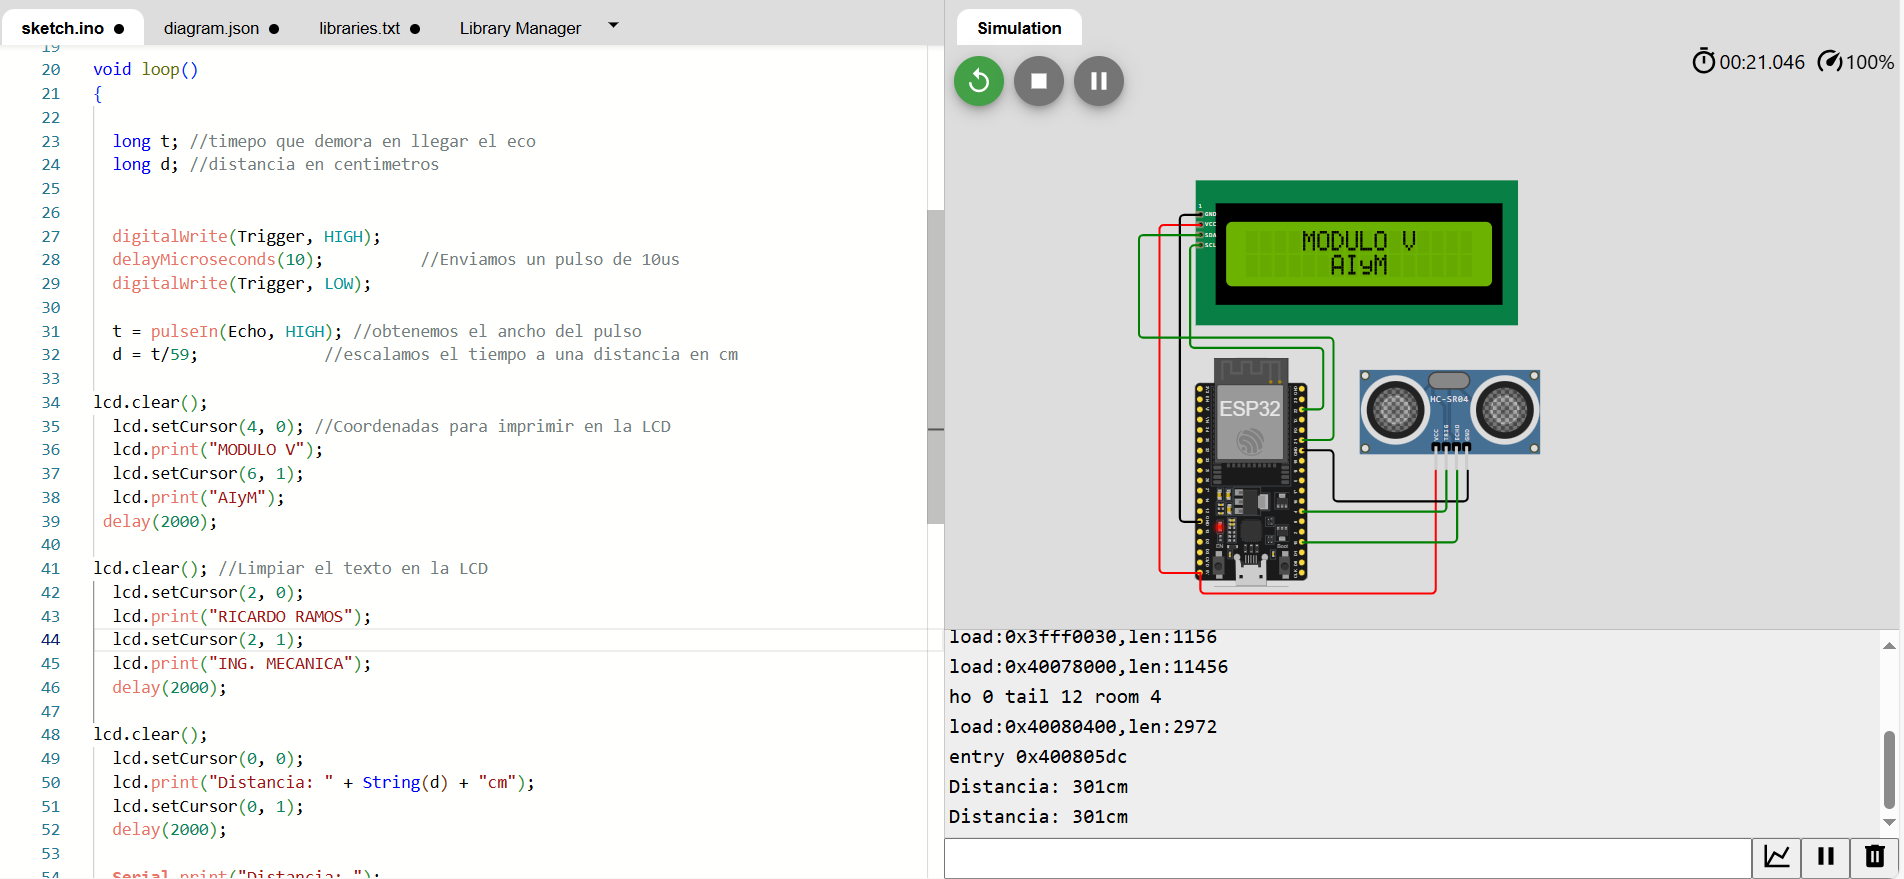 sketch.ino ● diagram.json ● libraries.txt ● Library Manager
Simulation
00:21.046 100%
19
20 void loop()
21 {
22
23 long t; //timepo que demora en llegar el eco
24 long d; //distancia en centimetros
25
26
27 digitalWrite(Trigger, HIGH);
28 delayMicroseconds(10); //Enviamos un pulso de 10us
29 digitalWrite(Trigger, LOW);
30
31 t = pulseIn(Echo, HIGH); //obtenemos el ancho del pulso
32 d = t/59; //escalamos el tiempo a una distancia en cm
33
34 lcd.clear();
35 lcd.setCursor(4, 0); //Coordenadas para imprimir en la LCD
36 lcd.print("MODULO V");
37 lcd.setCursor(6, 1);
38 lcd.print("AIyM");
39 delay(2000);
40
41 lcd.clear(); //Limpiar el texto en la LCD
42 lcd.setCursor(2, 0);
43 lcd.print("RICARDO RAMOS");
44 lcd.setCursor(2, 1);
45 lcd.print("ING. MECANICA");
46 delay(2000);
47
48 lcd.clear();
49 lcd.setCursor(0, 0);
50 lcd.print("Distancia: " + String(d) + "cm");
51 lcd.setCursor(0, 1);
52 delay(2000);
53
54 Serial.print("Distancia: ");
1
GND
VCC
SDA
SCL
MODULO V
AIyM
ESP32
HC-SR04
VCC
TRIG
ECHO
GND
EN
Boot
load:0x3fff0030,len:1156
load:0x40078000,len:11456
ho 0 tail 12 room 4
load:0x40080400,len:2972
entry 0x400805dc
Distancia: 301cm
Distancia: 301cm